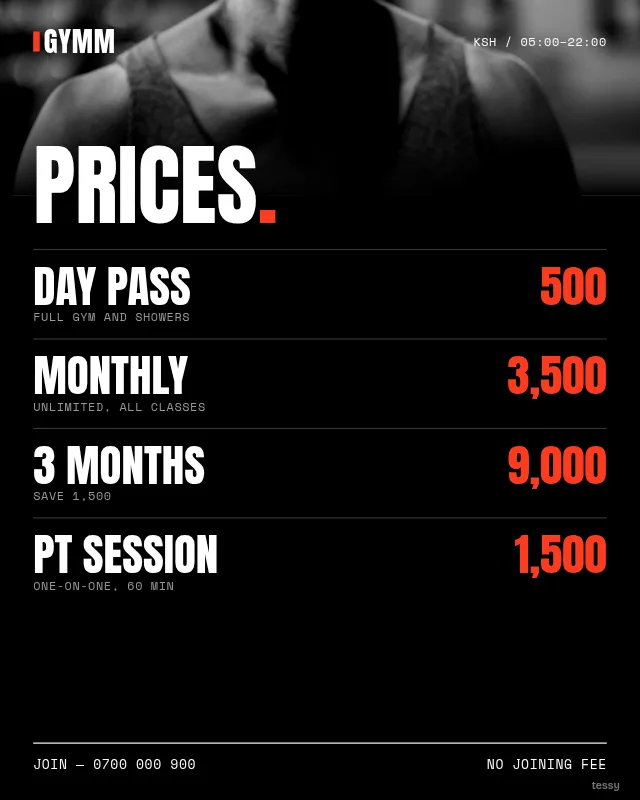 GYMM
KSH / 05:00–22:00
PRICES.
DAY PASS
500
FULL GYM AND SHOWERS
MONTHLY
3,500
UNLIMITED, ALL CLASSES
3 MONTHS
9,000
SAVE 1,500
PT SESSION
1,500
ONE-ON-ONE, 60 MIN
JOIN — 0700 000 900
NO JOINING FEE
tessy